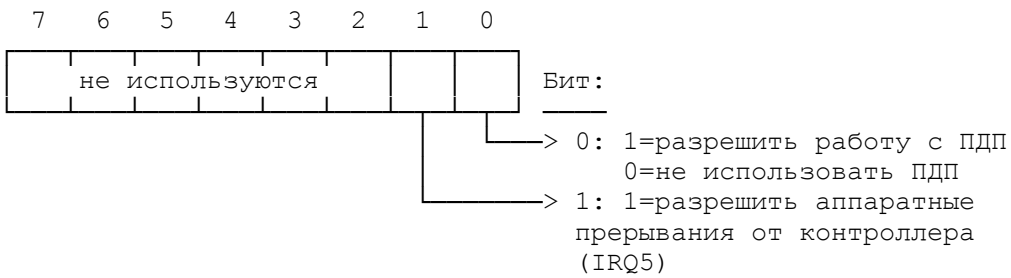 7 6 5 4 3 2 1 0
не используются Бит:
> 0: 1=разрешить работу с ПДП
0=не использовать ПДП
> 1: 1=разрешить аппаратные
прерывания от контроллера
(IRQ5)